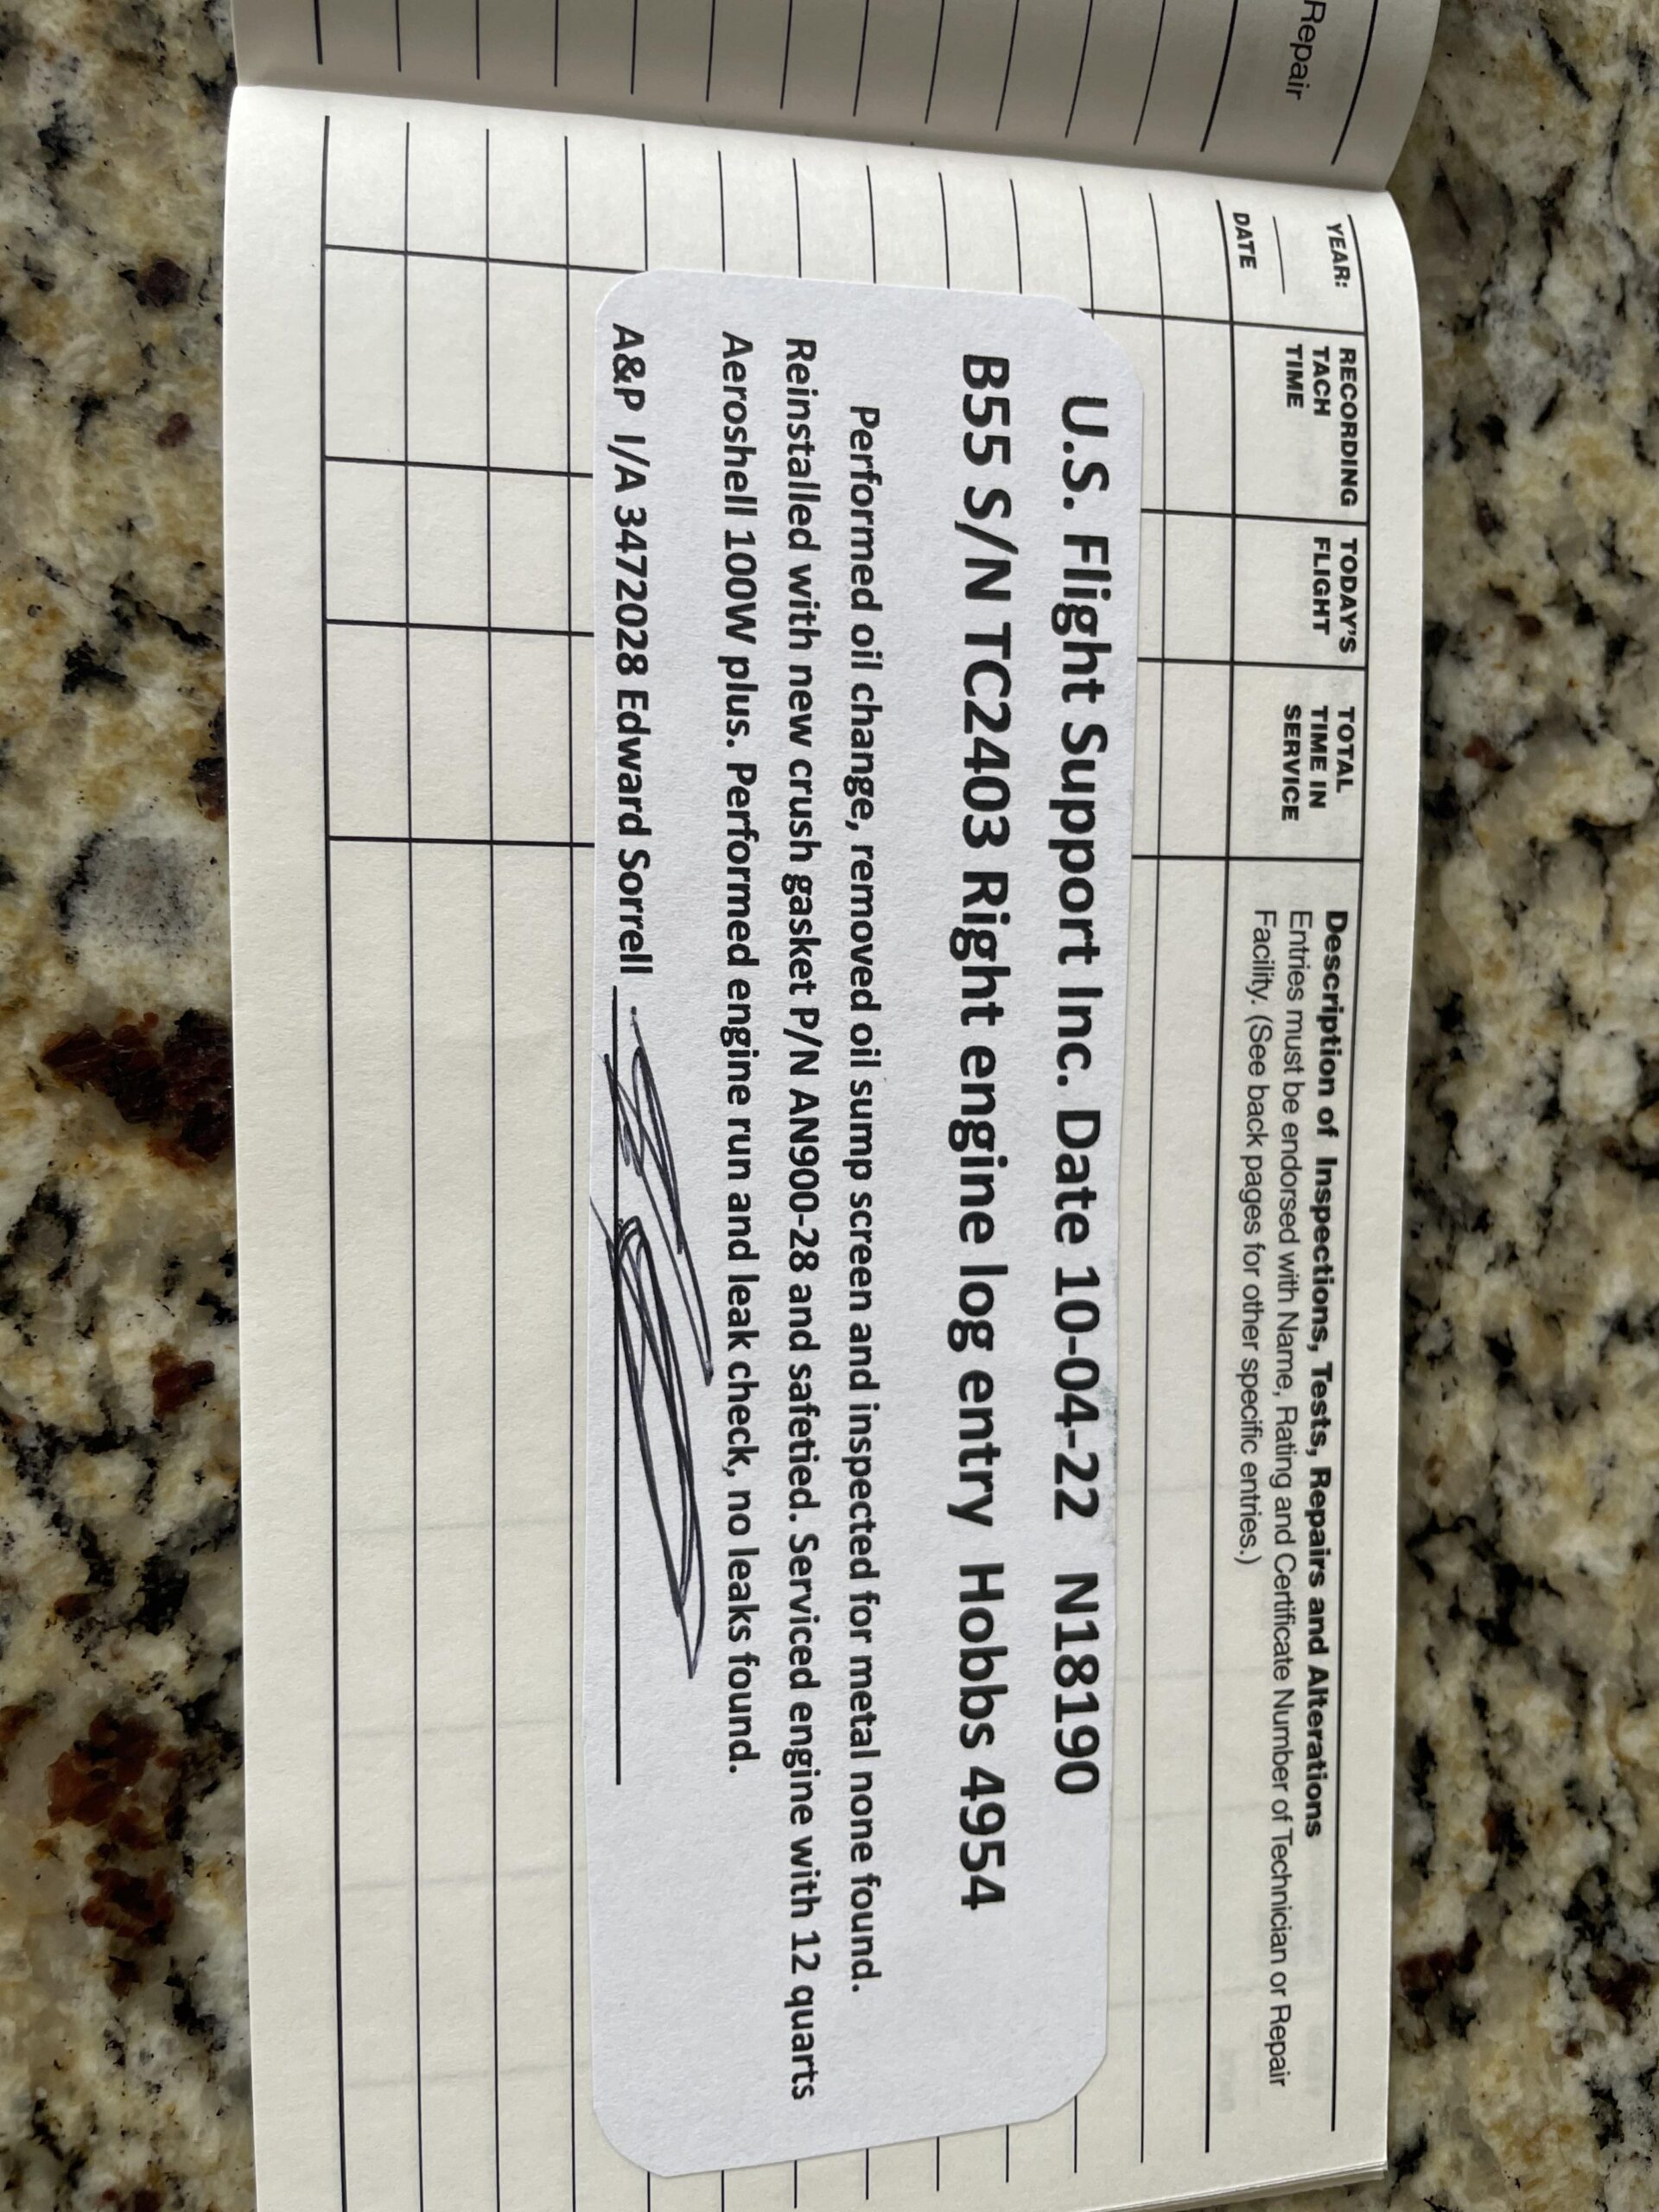 Repair
YEAR:
DATE
RECORDING
TACH
TIME
TODAY'S
FLIGHT
TOTAL
TIME IN
SERVICE
Description of Inspections, Tests, Repairs and Alterations
Entries must be endorsed with Name, Rating and Certificate Number of Technician or Repair
Facility. (See back pages for other specific entries.)
U.S. Flight Support Inc. Date 10-04-22 N18190
B55 S/N TC2403 Right engine log entry Hobbs 4954
Performed oil change, removed oil sump screen and inspected for metal none found.
Reinstalled with new crush gasket P/N AN900-28 and safetied. Serviced engine with 12 quarts
Aeroshell 100W plus. Performed engine run and leak check, no leaks found.
A&P I/A 3472028 Edward Sorrell